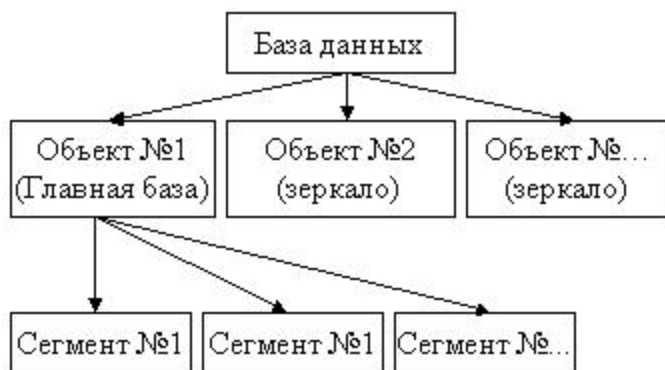 База данных
Объект №1
(Главная база)
Объект №2
(зеркало)
Объект №...
(зеркало)
Сегмент №1
Сегмент №1
Сегмент №...